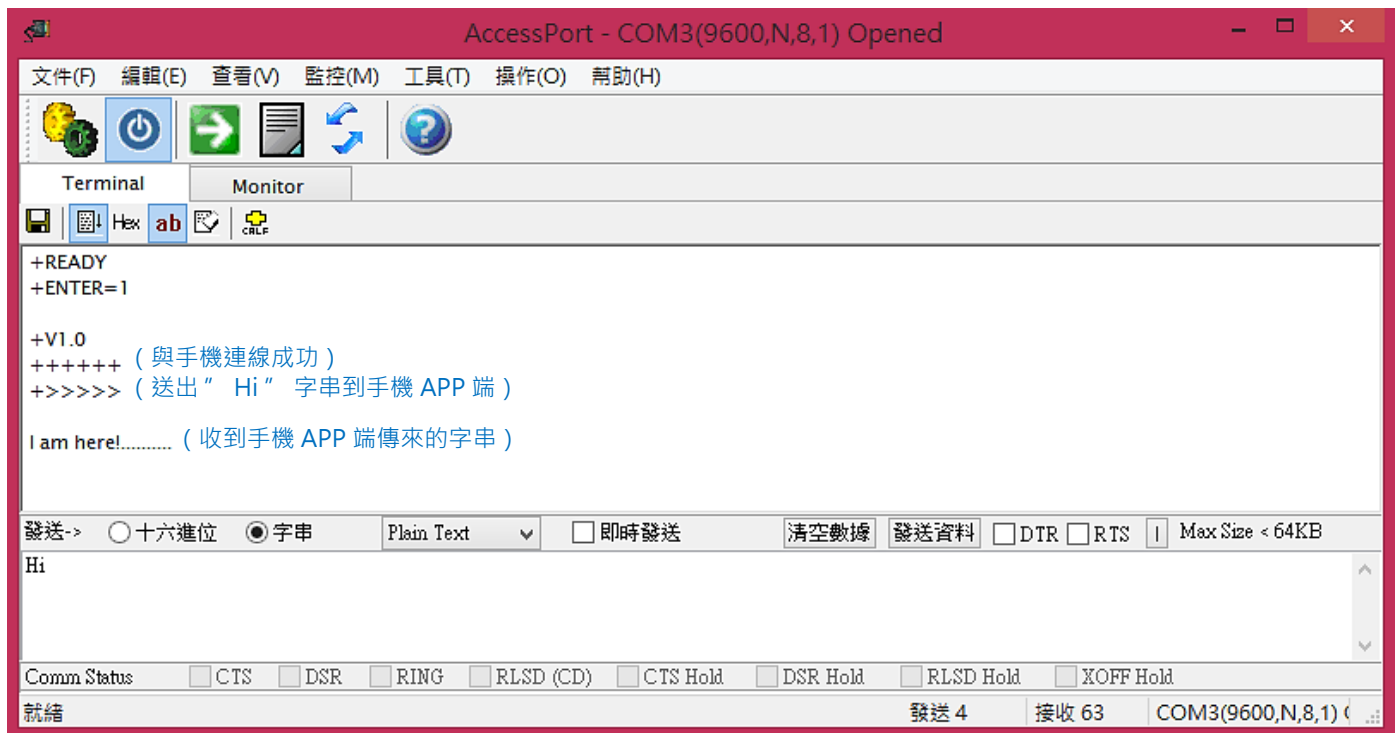 AccessPort - COM3(9600,N,8,1) Opened
文件(F) 編輯(E) 查看(V) 監控(M) 工具(T) 操作(O) 幫助(H)
Terminal Monitor
Hex ab CRLF
+READY
+ENTER=1
+V1.0
++++++ (與手機連線成功)
+>>>>> (送出” Hi” 字串到手機 APP 端)
I am here!.......... (收到手機 APP 端傳來的字串)
發送-> 十六進位 字串 Plain Text 即時發送 清空數據 發送資料 DTR RTS | Max Size < 64KB
Hi
Comm Status CTS DSR RING RLSD (CD) CTS Hold DSR Hold RLSD Hold XOFF Hold
就緒 發送 4 接收 63 COM3(9600,N,8,1)